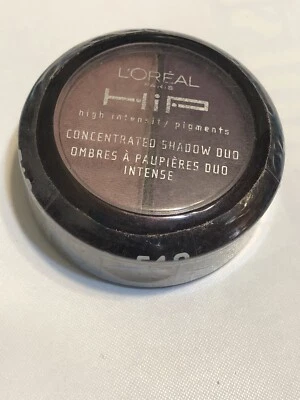 L'ORÉAL
PARIS
HiP
high intensity pigments
CONCENTRATED SHADOW DUO
OMBRES À PAUPIÈRES DUO
INTENSE